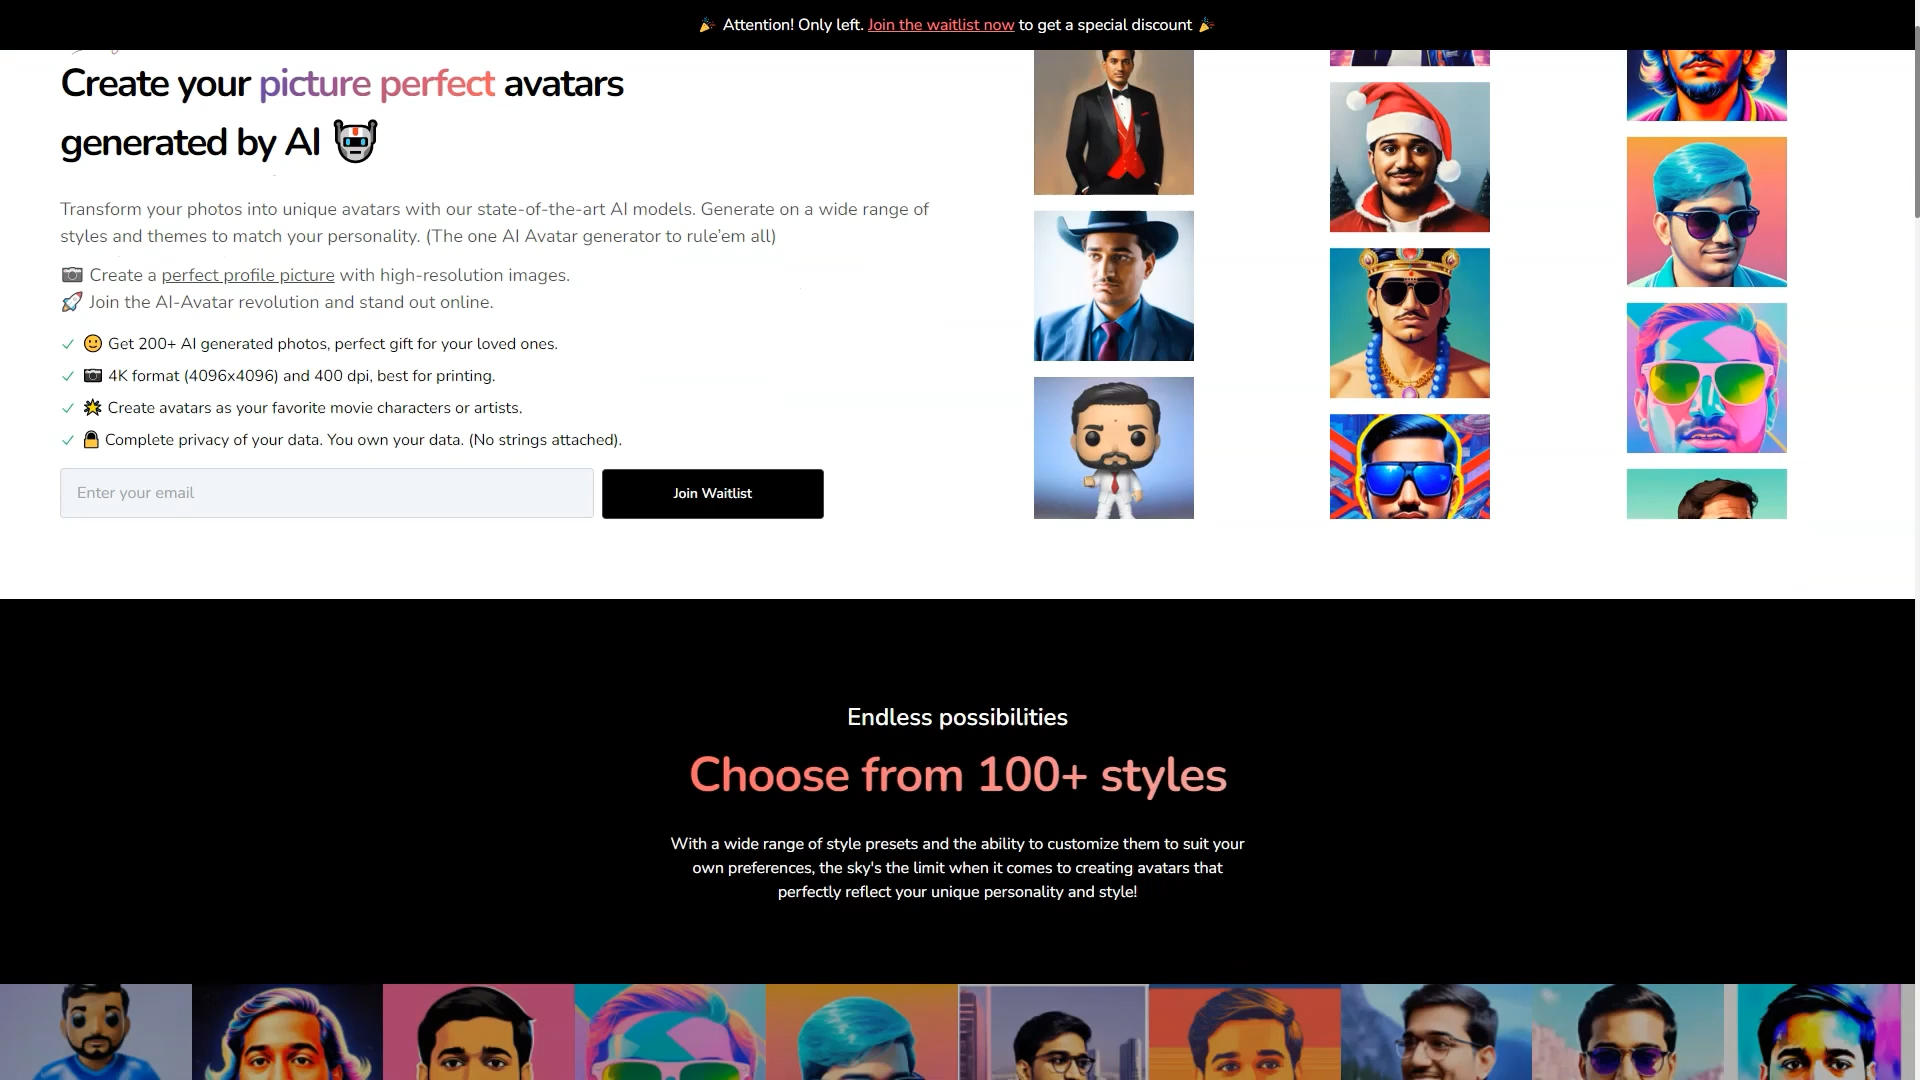 Attention! Only left. Join the waitlist now to get a special discount
Create your picture perfect avatars
generated by AI
Transform your photos into unique avatars with our state-of-the-art AI models. Generate on a wide range of
styles and themes to match your personality. (The one AI Avatar generator to rule'em all)
Create a perfect profile picture with high-resolution images.
Join the AI-Avatar revolution and stand out online.
Get 200+ AI generated photos, perfect gift for your loved ones.
4K format (4096x4096) and 400 dpi, best for printing.
Create avatars as your favorite movie characters or artists.
Complete privacy of your data. You own your data. (No strings attached).
Enter your email
Join Waitlist
Endless possibilities
Choose from 100+ styles
With a wide range of style presets and the ability to customize them to suit your
own preferences, the sky's the limit when it comes to creating avatars that
perfectly reflect your unique personality and style!